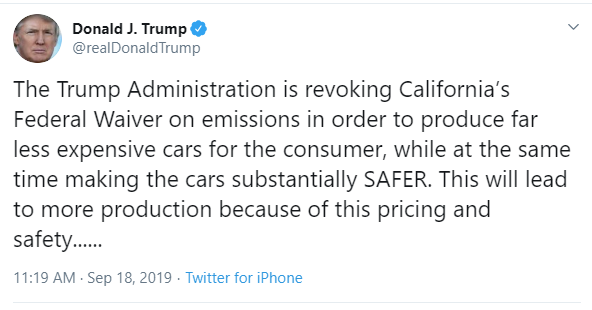 Donald J. Trump
@realDonaldTrump
The Trump Administration is revoking California’s
Federal Waiver on emissions in order to produce far
less expensive cars for the consumer, while at the same
time making the cars substantially SAFER. This will lead
to more production because of this pricing and
safety......
11:19 AM · Sep 18, 2019 · Twitter for iPhone